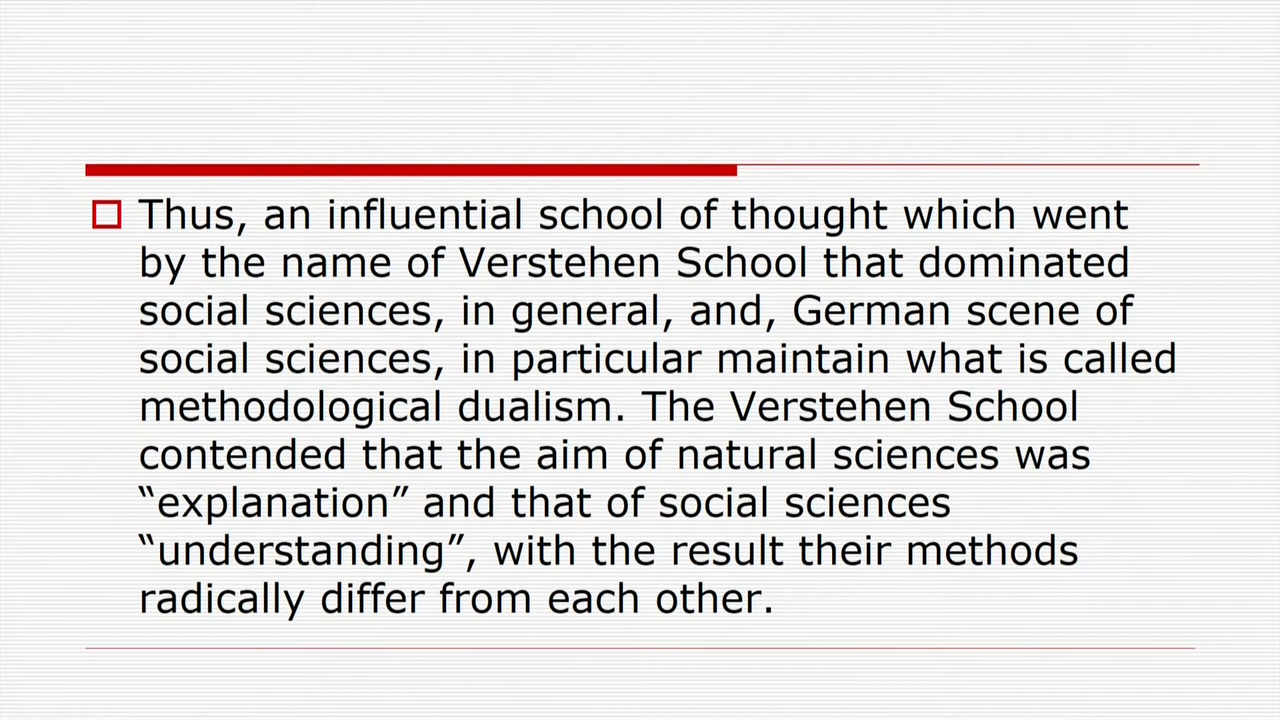 Thus, an influential school of thought which went
by the name of Verstehen School that dominated
social sciences, in general, and, German scene of
social sciences, in particular maintain what is called
methodological dualism. The Verstehen School
contended that the aim of natural sciences was
“explanation” and that of social sciences
“understanding”, with the result their methods
radically differ from each other.